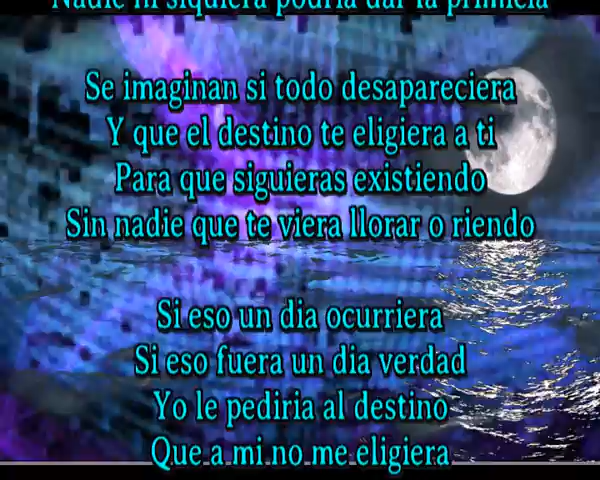 Nadie ni siquiera podria dar la primicia
Se imaginan si todo desapareciera
Y que el destino te eligiera a ti
Para que siguieras existiendo
Sin nadie que te viera llorar o riendo
Si eso un dia ocurriera
Si eso fuera un dia verdad
Yo le pediria al destino
Que a mi no me eligiera